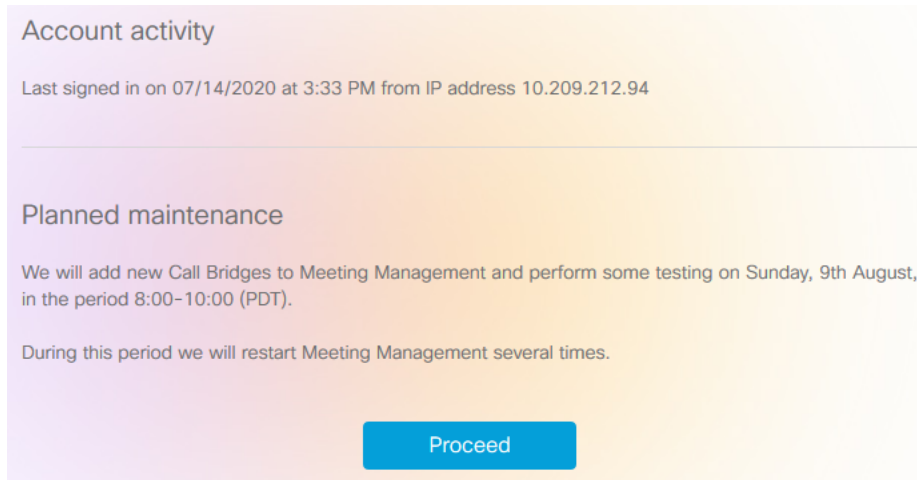 Account activity
Last signed in on 07/14/2020 at 3:33 PM from IP address 10.209.212.94
Planned maintenance
We will add new Call Bridges to Meeting Management and perform some testing on Sunday, 9th August,
in the period 8:00-10:00 (PDT).
During this period we will restart Meeting Management several times.
Proceed